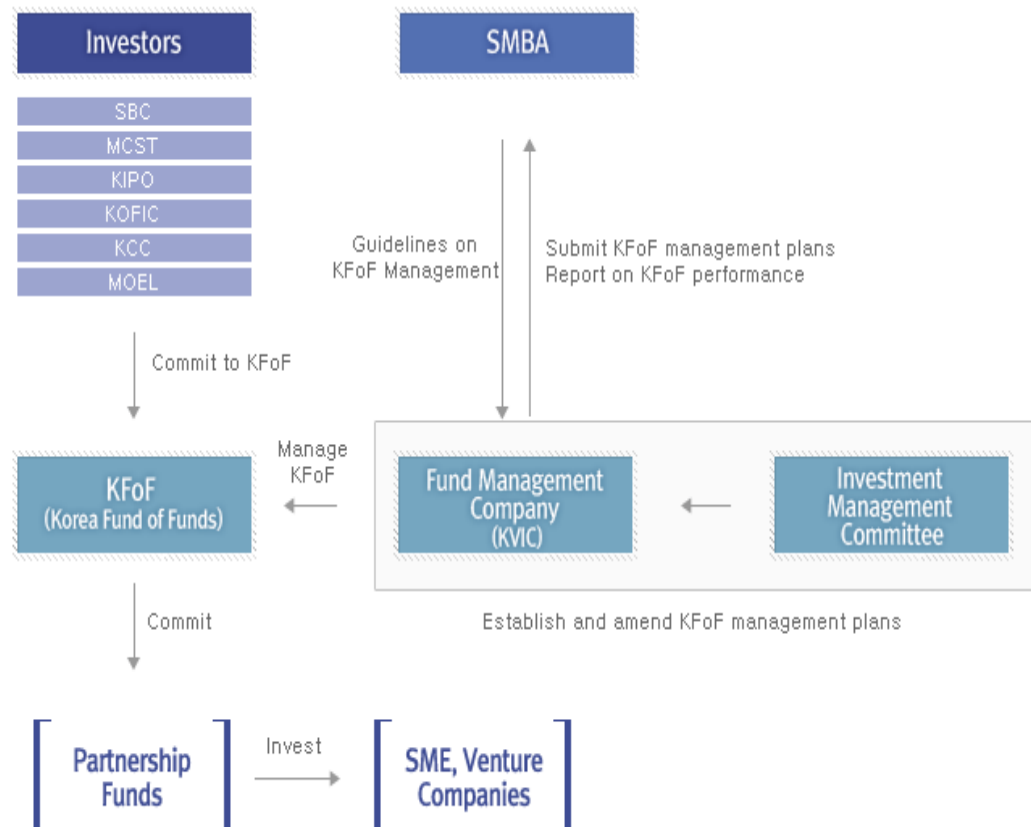 Investors
SMBA
SBC
MCST
KIPO
KOFIC
KCC
MOEL
Guidelines on
KFoF Management
Submit KFoF management plans
Report on KFoF performance
Commit to KFoF
Manage
KFoF
KFoF
(Korea Fund of Funds)
Fund Management
Company
(KVIC)
Investment
Management
Committee
Commit
Establish and amend KFoF management plans
Partnership
Funds
Invest
SME, Venture
Companies